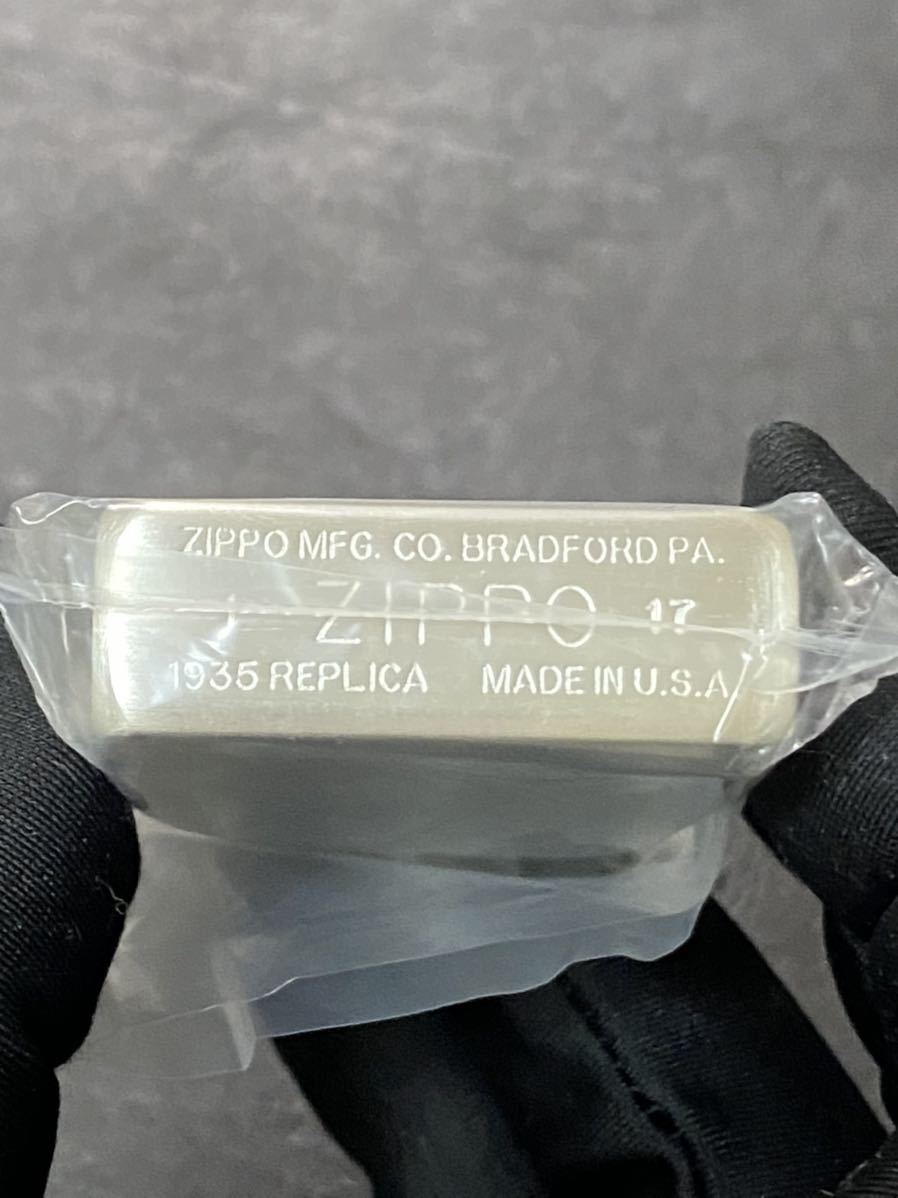 ZIPPO MFG. CO. BRADFORD PA.
J ZIPPO 17
1935 REPLICA MADE IN U.S.A